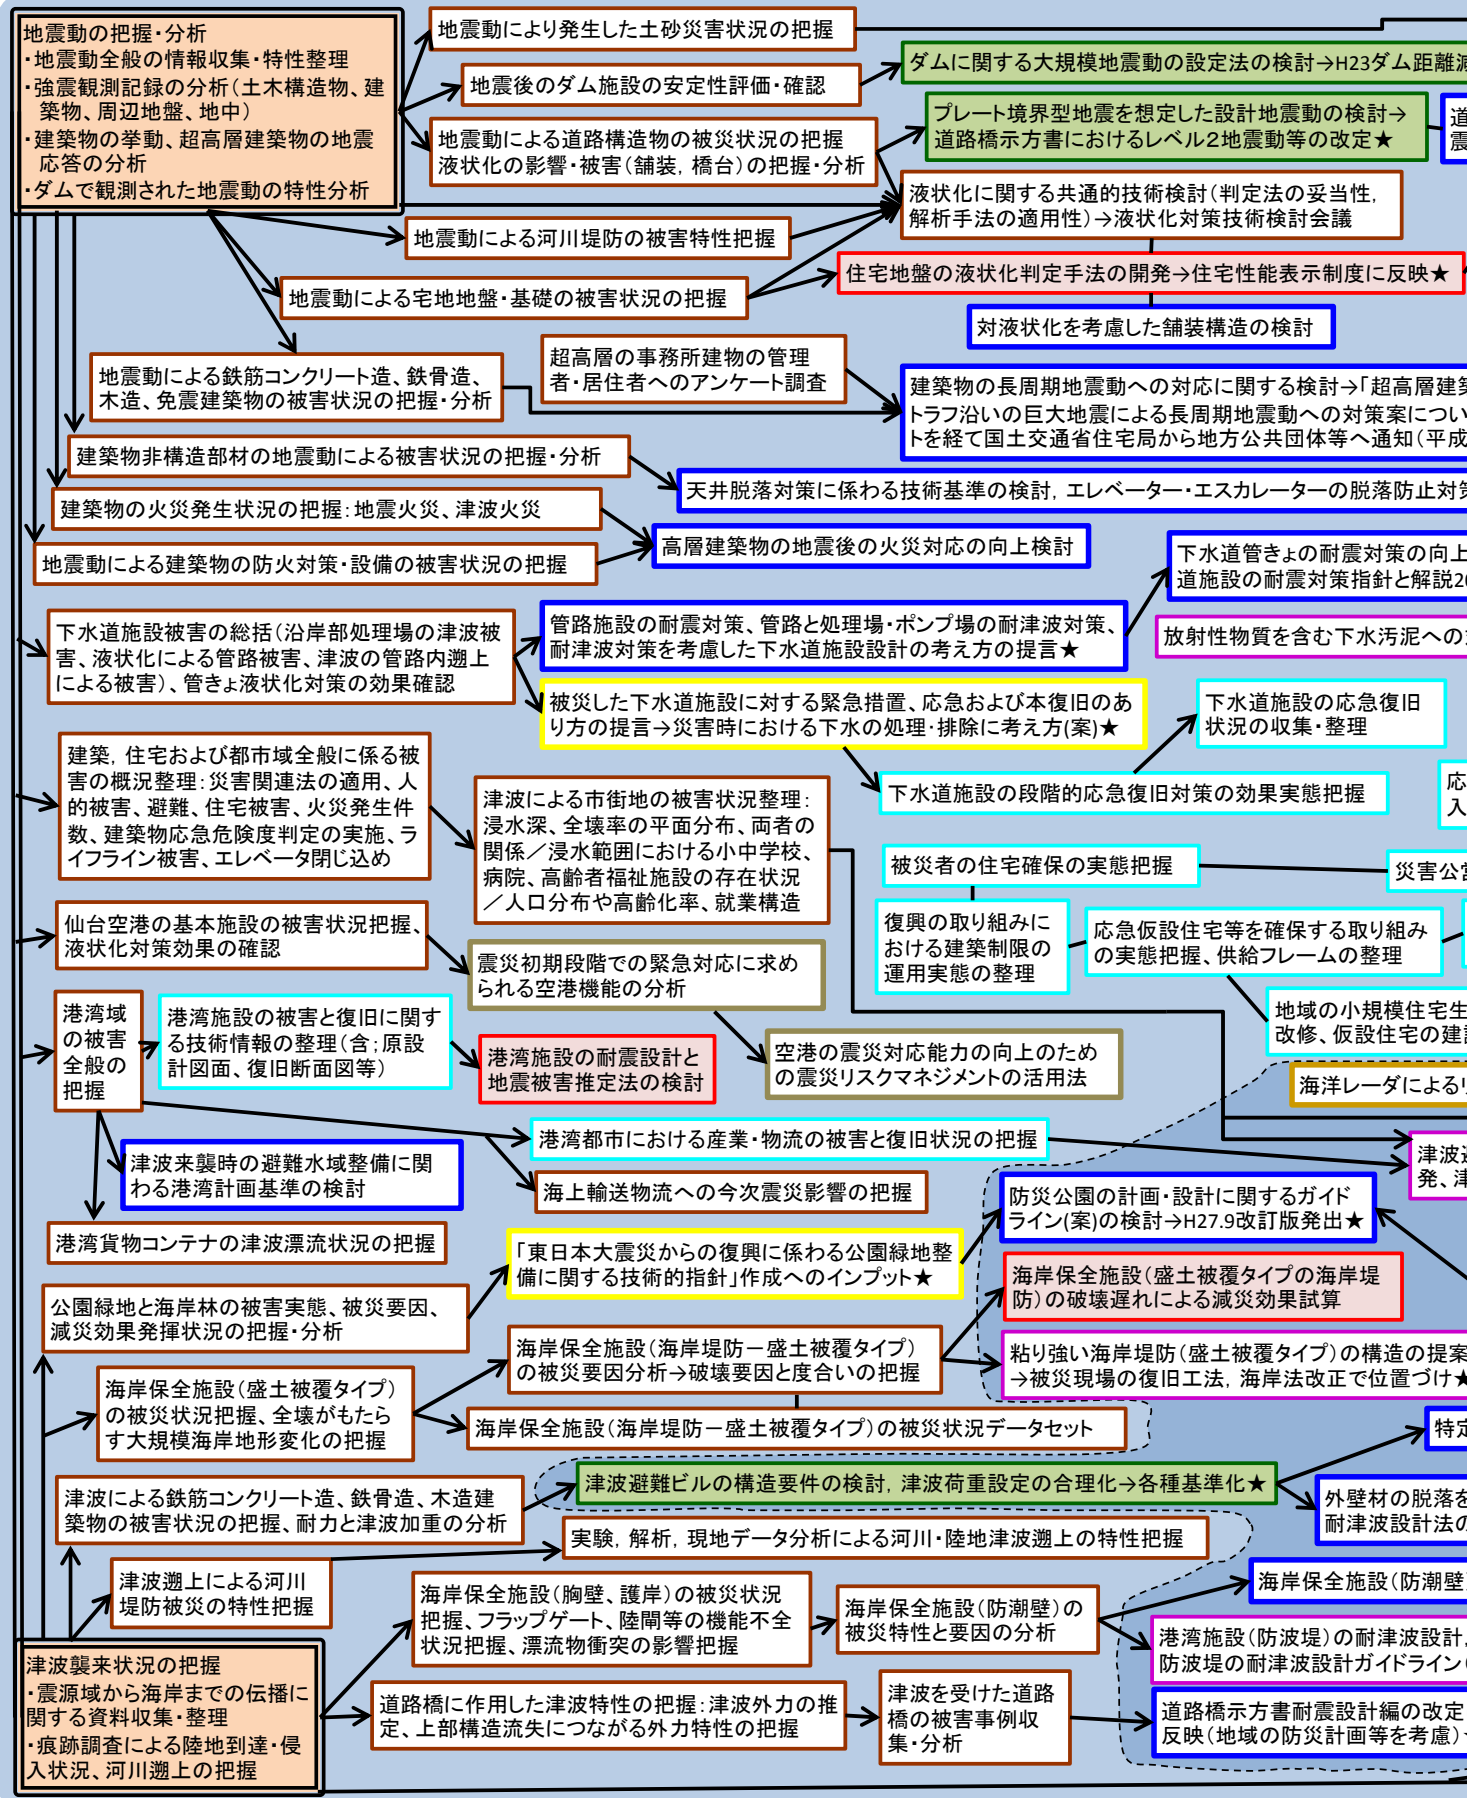 地震動の把握・分析
・地震動全般の情報収集・特性整理
・強震観測記録の分析（土木構造物、建
築物、周辺地盤、地中）
・建築物の挙動、超高層建築物の地震
応答の分析
・ダムで観測された地震動の特性分析
地震動により発生した土砂災害状況の把握
地震後のダム施設の安定性評価・確認
ダムに関する大規模地震動の設定法の検討→H23ダム距離減
地震動による道路構造物の被災状況の把握
液状化の影響・被害（舗装, 橋台）の把握・分析
プレート境界型地震を想定した設計地震動の検討→
道路橋示方書におけるレベル２地震動等の改定★
道
震
液状化に関する共通的技術検討（判定法の妥当性,
解析手法の適用性）→液状化対策技術検討会議
地震動による河川堤防の被害特性把握
住宅地盤の液状化判定手法の開発→住宅性能表示制度に反映★
地震動による宅地地盤・基礎の被害状況の把握
対液状化を考慮した舗装構造の検討
地震動による鉄筋コンクリート造、鉄骨造、
木造、免震建築物の被害状況の把握・分析
超高層の事務所建物の管理
者・居住者へのアンケート調査
建築物の長周期地震動への対応に関する検討→「超高層建築
トラフ沿いの巨大地震による長周期地震動への対策案につい
トを経て国土交通省住宅局から地方公共団体等へ通知（平成
建築物非構造部材の地震動による被害状況の把握・分析
天井脱落対策に係わる技術基準の検討, エレベーター・エスカレーターの脱落防止対策
建築物の火災発生状況の把握：地震火災、津波火災
高層建築物の地震後の火災対応の向上検討
地震動による建築物の防火対策・設備の被害状況の把握
下水道管きょの耐震対策の向上
道施設の耐震対策指針と解説2
下水道施設被害の総括（沿岸部処理場の津波被
害、液状化による管路被害、津波の管路内遡上
による被害）、管きょ液状化対策の効果確認
管路施設の耐震対策、管路と処理場・ポンプ場の耐津波対策、
耐津波対策を考慮した下水道施設設計の考え方の提言★
放射性物質を含む下水汚泥への
被災した下水道施設に対する緊急措置、応急および本復旧のあ
り方の提言→災害時における下水の処理・排除に考え方(案)★
下水道施設の応急復旧
状況の収集・整理
下水道施設の段階的応急復旧対策の効果実態把握
応
入
建築, 住宅および都市域全般に係る被
害の概況整理：災害関連法の適用、人
的被害、避難、住宅被害、火災発生件
数、建築物応急危険度判定の実施、ラ
イフライン被害、エレベータ閉じ込め
津波による市街地の被害状況整理：
浸水深、全壊率の平面分布、両者の
関係／浸水範囲における小中学校、
病院、高齢者福祉施設の存在状況
／人口分布や高齢化率、就業構造
被災者の住宅確保の実態把握
災害公営
復興の取り組みに
おける建築制限の
運用実態の整理
応急仮設住宅等を確保する取り組み
の実態把握、供給フレームの整理
地域の小規模住宅生
改修、仮設住宅の建設
仙台空港の基本施設の被害状況把握、
液状化対策効果の確認
震災初期段階での緊急対応に求め
られる空港機能の分析
空港の震災対応能力の向上のため
の震災リスクマネジメントの活用法
港湾域
の被害
全般の
把握
港湾施設の被害と復旧に関す
る技術情報の整理（含；原設
計図面、復旧断面図等）
港湾施設の耐震設計と
地震被害推定法の検討
海洋レーダによるリ
港湾都市における産業・物流の被害と復旧状況の把握
津波避
発、津
津波来襲時の避難水域整備に関
わる港湾計画基準の検討
海上輸送物流への今次震災影響の把握
港湾貨物コンテナの津波漂流状況の把握
防災公園の計画・設計に関するガイド
ライン(案)の検討→H27.9改訂版発出★
「東日本大震災からの復興に係わる公園緑地整
備に関する技術的指針」作成へのインプット★
公園緑地と海岸林の被害実態、被災要因、
減災効果発揮状況の把握・分析
海岸保全施設（盛土被覆タイプの海岸堤
防）の破壊遅れによる減災効果試算
海岸保全施設（海岸堤防－盛土被覆タイプ）
の被災要因分析→破壊要因と度合いの把握
粘り強い海岸堤防（盛土被覆タイプ）の構造の提案
→被災現場の復旧工法, 海岸法改正で位置づけ★
海岸保全施設（盛土被覆タイプ）
の被災状況把握、全壊がもたら
す大規模海岸地形変化の把握
海岸保全施設（海岸堤防－盛土被覆タイプ）の被災状況データセット
特定
津波避難ビルの構造要件の検討, 津波荷重設定の合理化→各種基準化★
津波による鉄筋コンクリート造、鉄骨造、木造建
築物の被害状況の把握、耐力と津波加重の分析
外壁材の脱落を
耐津波設計法の
実験, 解析, 現地データ分析による河川・陸地津波遡上の特性把握
津波遡上による河川
堤防被災の特性把握
海岸保全施設（胸壁、護岸）の被災状況
把握、フラップゲート、陸閘等の機能不全
状況把握、漂流物衝突の影響把握
海岸保全施設（防潮壁）の
被災特性と要因の分析
海岸保全施設（防潮壁）
港湾施設（防波堤）の耐津波設計,
防波堤の耐津波設計ガイドライン（
津波襲来状況の把握
・震源域から海岸までの伝播に
関する資料収集・整理
・痕跡調査による陸地到達・侵
入状況、河川遡上の把握
道路橋に作用した津波特性の把握：津波外力の推
定、上部構造流失につながる外力特性の把握
津波を受けた道路
橋の被害事例収
集・分析
道路橋示方書耐震設計編の改定
反映（地域の防災計画等を考慮）